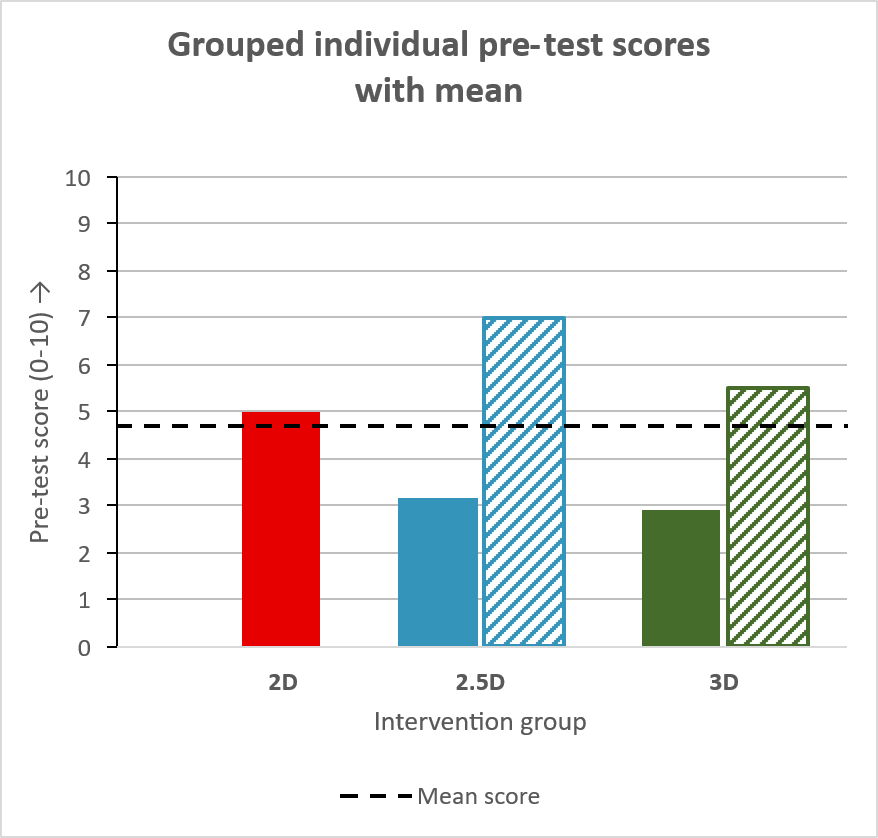 Grouped individual pre-test scores
with mean
10
9
8
7
6
5
4
3
2
1
0
Pre-test score (0-10) →
2D
2.5D
3D
Intervention group
Mean score